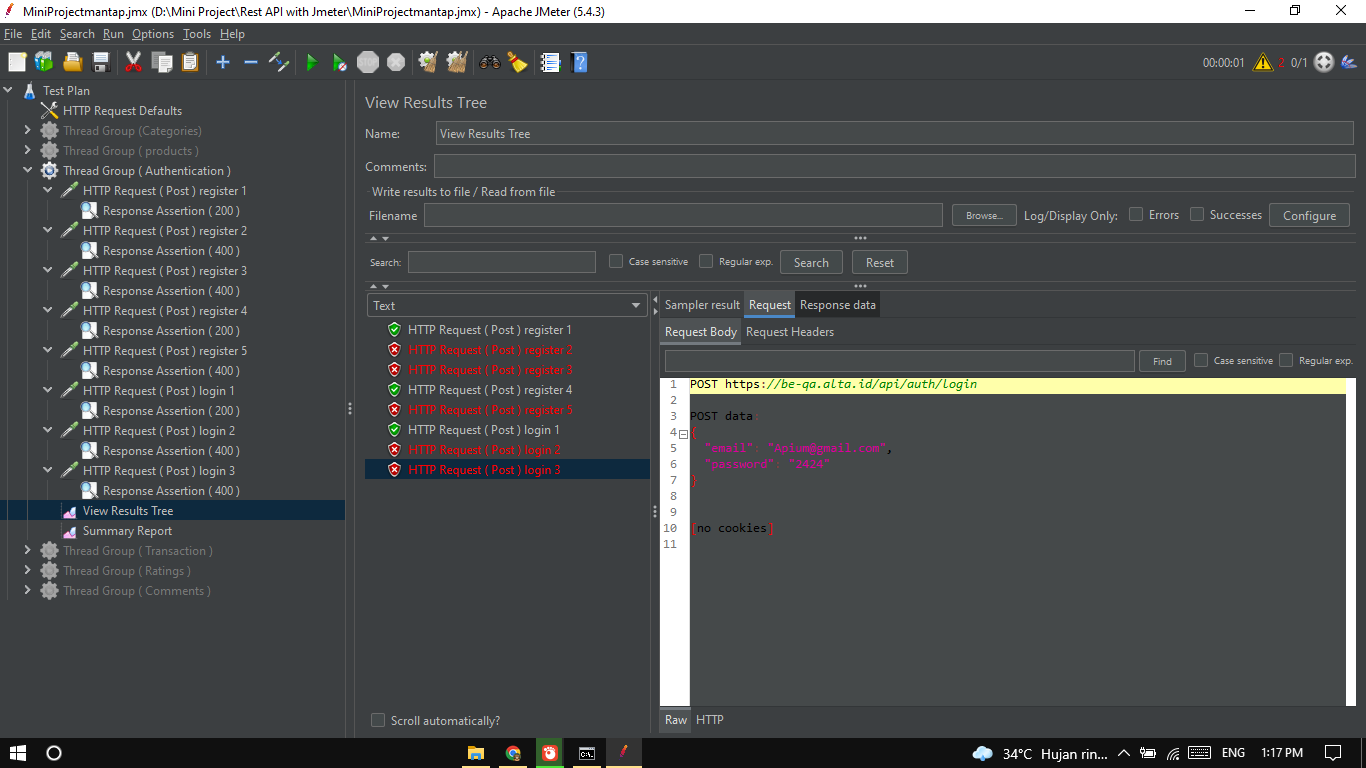 MiniProjectmantap.jmx (D:\Mini Project\Rest API with Jmeter\MiniProjectmantap.jmx) - Apache JMeter (5.4.3)
File Edit Search Run Options Tools Help
STOP
00:00:01 2 0/1
Test Plan
HTTP Request Defaults
Thread Group (Categories)
Thread Group ( products )
Thread Group ( Authentication )
HTTP Request ( Post ) register 1
Response Assertion ( 200 )
HTTP Request ( Post ) register 2
Response Assertion ( 400 )
HTTP Request ( Post ) register 3
Response Assertion ( 400 )
HTTP Request ( Post ) register 4
Response Assertion ( 200 )
HTTP Request ( Post ) register 5
Response Assertion ( 400 )
HTTP Request ( Post ) login 1
Response Assertion ( 200 )
HTTP Request ( Post ) login 2
Response Assertion ( 400 )
HTTP Request ( Post ) login 3
Response Assertion ( 400 )
View Results Tree
Summary Report
Thread Group ( Transaction )
Thread Group ( Ratings )
Thread Group ( Comments )
View Results Tree
Name: View Results Tree
Comments:
Write results to file / Read from file
Filename Browse... Log/Display Only: Errors Successes Configure
Search: Case sensitive Regular exp. Search Reset
Text
HTTP Request ( Post ) register 1
HTTP Request ( Post ) register 2
HTTP Request ( Post ) register 3
HTTP Request ( Post ) register 4
HTTP Request ( Post ) register 5
HTTP Request ( Post ) login 1
HTTP Request ( Post ) login 2
HTTP Request ( Post ) login 3
Scroll automatically?
Sampler result Request Response data
Request Body Request Headers
Find Case sensitive Regular exp.
1 POST https://be-qa.alta.id/api/auth/login
2
3 POST data:
4 {
5 "email": "Apium@gmail.com",
6 "password": "2424"
7 }
8
9
10 [no cookies]
11
Raw HTTP
34°C Hujan rin... ENG 1:17 PM